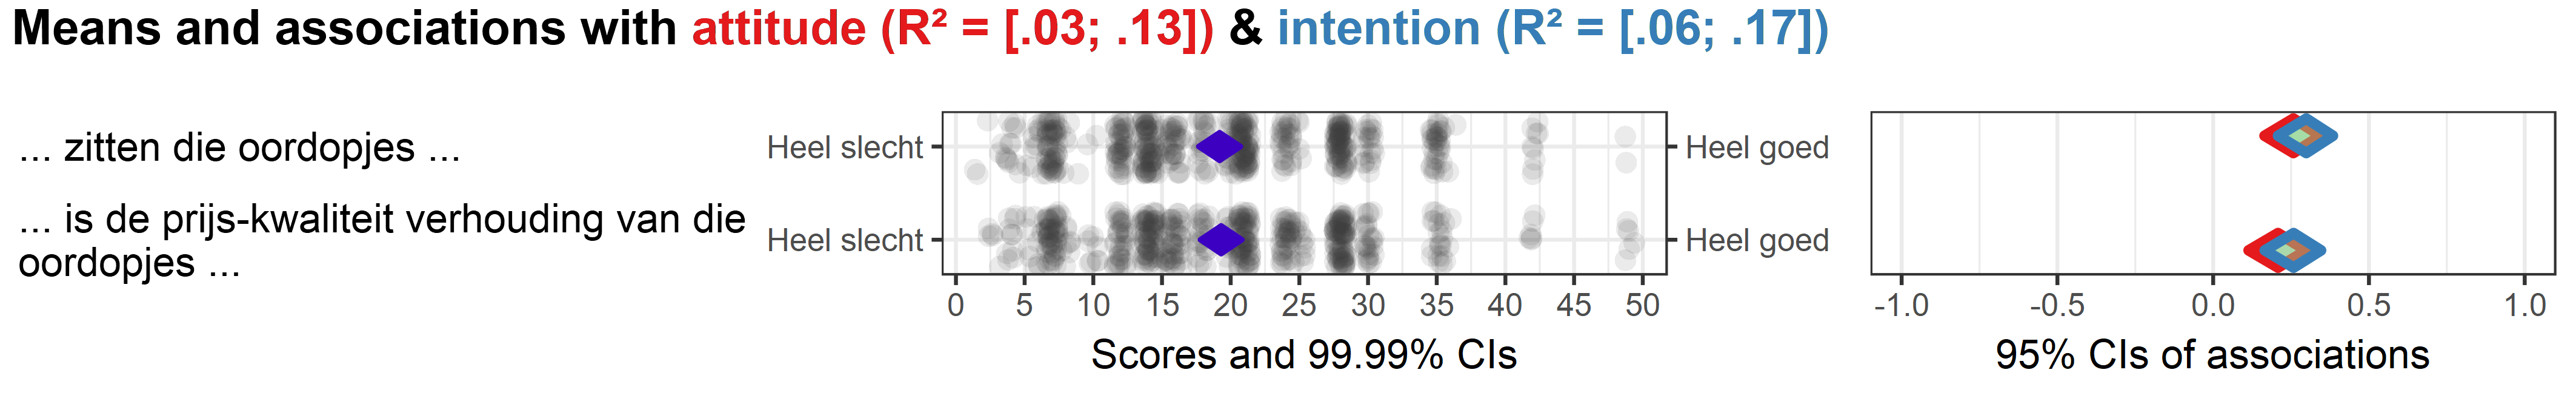 Means and associations with attitude (R² = [.03; .13]) & intention (R² = [.06; .17])
... zitten die oordopjes ...
Heel slecht
Heel goed
... is de prijs-kwaliteit verhouding van die
oordopjes ...
Heel slecht
Heel goed
0 5 10 15 20 25 30 35 40 45 50
Scores and 99.99% CIs
-1.0 -0.5 0.0 0.5 1.0
95% CIs of associations